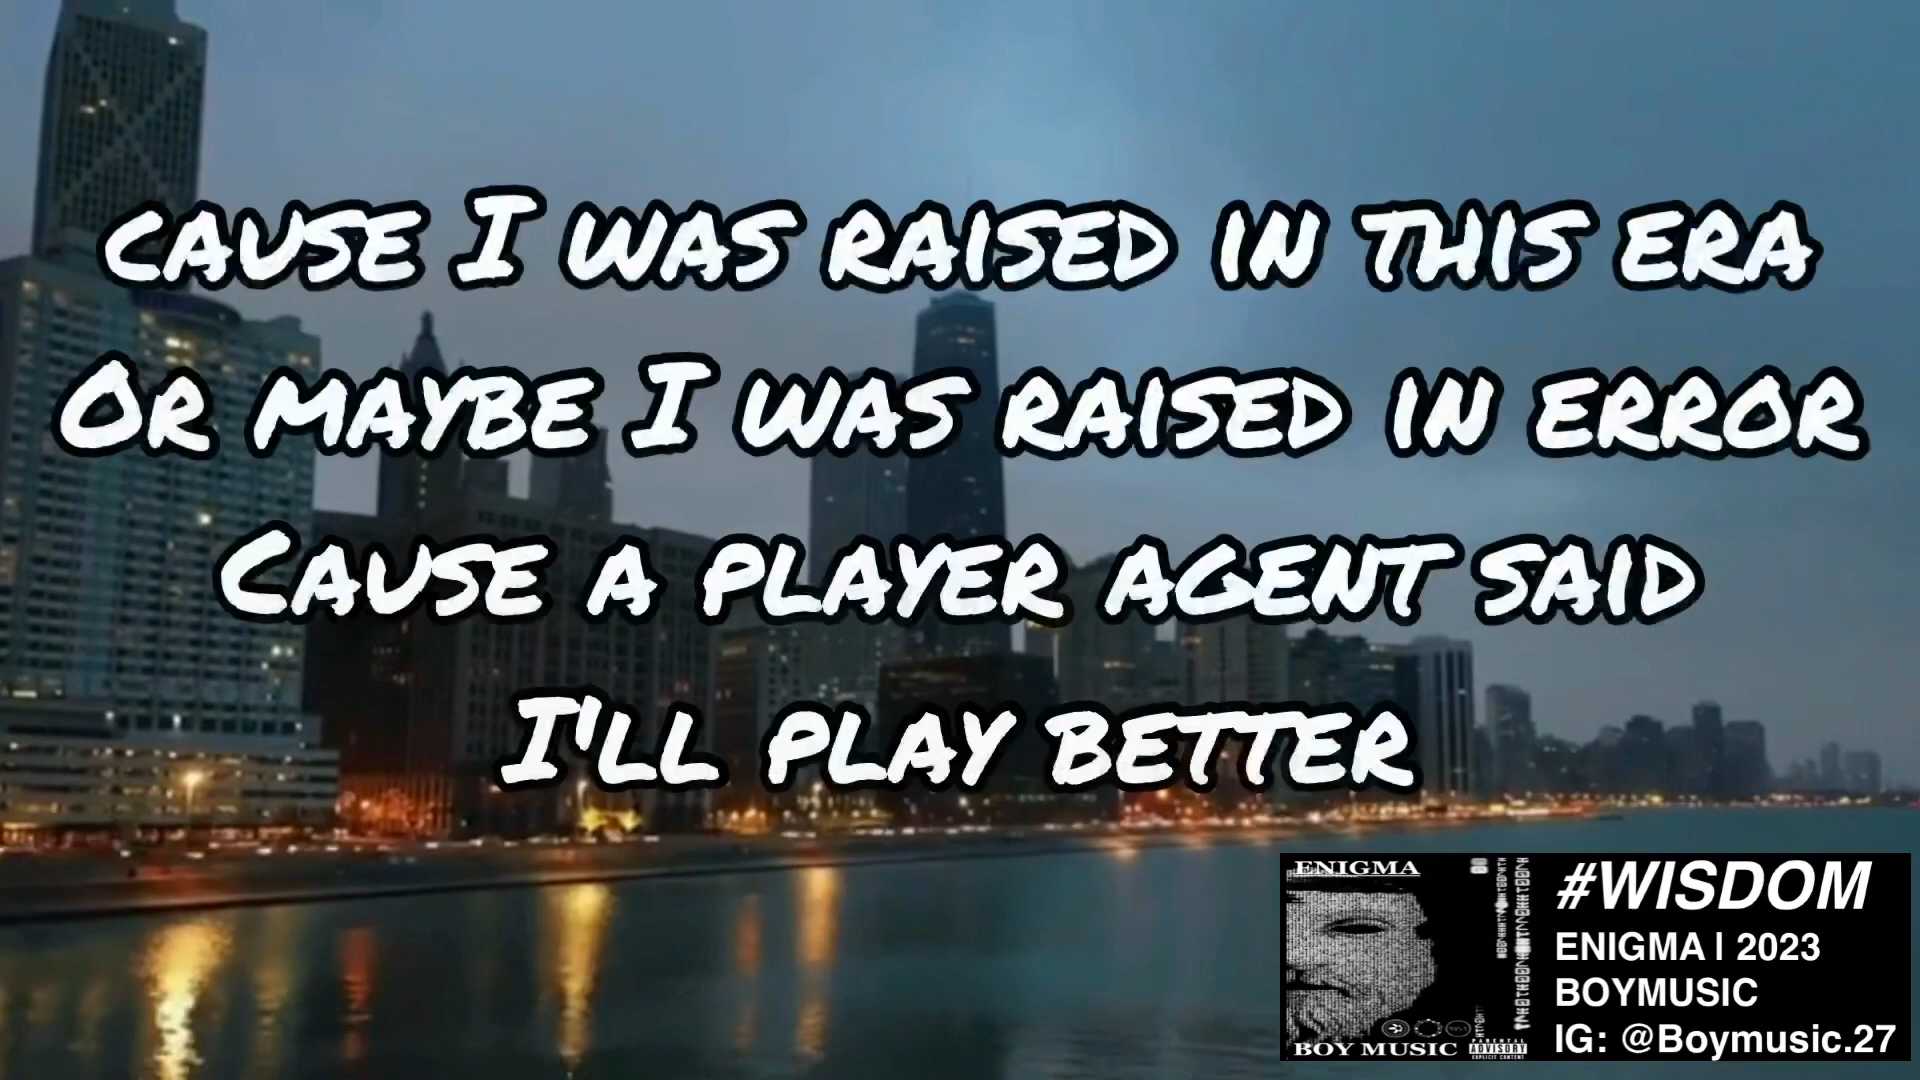 cause I was raised in this era
Or maybe I was raised in error
Cause a player agent said
I'll play better
ENIGMA
BOY MUSIC
PARENTAL
ADVISORY
EXPLICIT CONTENT
#WISDOM
ENIGMA | 2023
BOYMUSIC
IG: @Boymusic.27